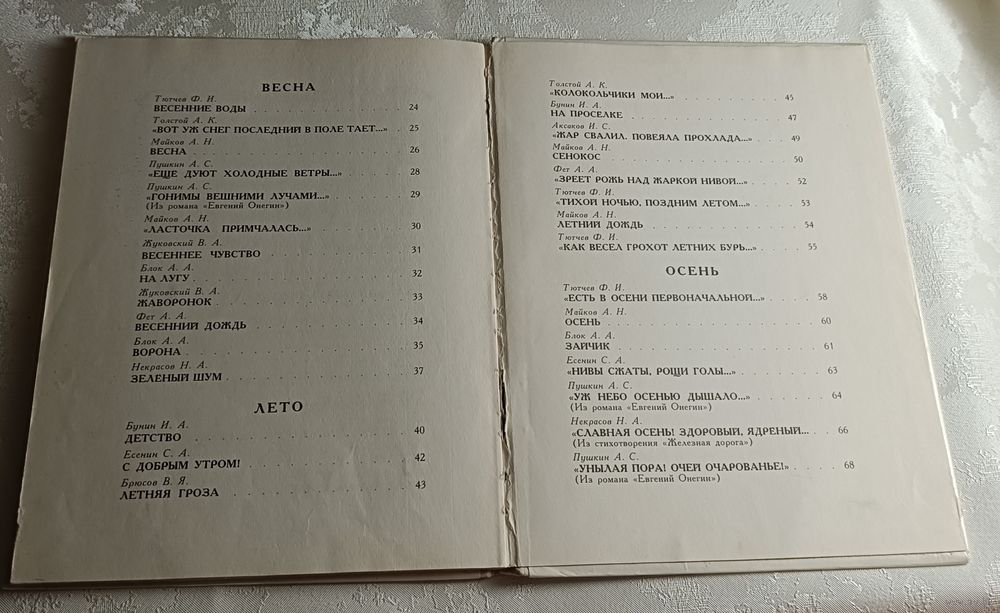 ВЕСНА
Тютчев Ф. И.
ВЕСЕННИЕ ВОДЫ . . . . . . . . . . 24
Толстой А. К.
«ВОТ УЖ СНЕГ ПОСЛЕДНИЙ В ПОЛЕ ТАЕТ...» . 25
Майков А. Н.
ВЕСНА . . . . . . . . . . 26
Пушкин А. С.
«ЕЩЕ ДУЮТ ХОЛОДНЫЕ ВЕТРЫ...» . . . . . . 28
Пушкин А. С.
«ГОНИМЫ ВЕШНИМИ ЛУЧАМИ...» . . . . . . 29
(Из романа «Евгений Онегин»)
Майков А. Н.
«ЛАСТОЧКА ПРИМЧАЛАСЬ...» . . . . . . . 30
Жуковский В. А.
ВЕСЕННЕЕ ЧУВСТВО . . . . . . . . . . 31
Блок А. А.
НА ЛУГУ . . . . . . . . . . 32
Жуковский В. А.
ЖАВОРОНОК . . . . . . . . . . 33
Фет А. А.
ВЕСЕННИЙ ДОЖДЬ . . . . . . . . . . 34
Блок А. А.
ВОРОНА . . . . . . . . . . 35
Некрасов Н. А.
ЗЕЛЕНЫЙ ШУМ . . . . . . . . . . 37
ЛЕТО
Бунин И. А.
ДЕТСТВО . . . . . . . . . . 40
Есенин С. А.
С ДОБРЫМ УТРОМ! . . . . . . . . . . 42
Брюсов В. Я.
ЛЕТНЯЯ ГРОЗА . . . . . . . . . . 43
Толстой А. К.
«КОЛОКОЛЬЧИКИ МОИ...» . . . . . . . . 45
Бунин И. А.
НА ПРОСЕЛКЕ . . . . . . . . . . 47
Аксаков И. С.
«ЖАР СВАЛИЛ. ПОВЕЯЛА ПРОХЛАДА...» . . . . 49
Майков А. Н.
СЕНОКОС . . . . . . . . . . 50
Фет А. А.
«ЗРЕЕТ РОЖЬ НАД ЖАРКОЙ НИВОЙ...» . . . . 52
Тютчев Ф. И.
«ТИХОЙ НОЧЬЮ, ПОЗДНИМ ЛЕТОМ...» . . . . 53
Майков А. Н.
ЛЕТНИЙ ДОЖДЬ . . . . . . . . . . 54
Тютчев Ф. И.
«КАК ВЕСЕЛ ГРОХОТ ЛЕТНИХ БУРЬ...» . . . . 55
ОСЕНЬ
Тютчев Ф. И.
«ЕСТЬ В ОСЕНИ ПЕРВОНАЧАЛЬНОЙ...» . . . . 58
Майков А. Н.
ОСЕНЬ . . . . . . . . . . 60
Блок А. А.
ЗАЙЧИК . . . . . . . . . . 61
Есенин С. А.
«НИВЫ СЖАТЫ, РОЩИ ГОЛЫ...» . . . . . . 63
Пушкин А. С.
«УЖ НЕБО ОСЕНЬЮ ДЫШАЛО...» . . . . . . 64
(Из романа «Евгений Онегин»)
Некрасов Н. А.
«СЛАВНАЯ ОСЕНЬ! ЗДОРОВЫЙ, ЯДРЕНЫЙ... . . 66
(Из стихотворения «Железная дорога»)
Пушкин А. С.
«УНЫЛАЯ ПОРА! ОЧЕЙ ОЧАРОВАНЬЕ!» . . . . 68
(Из романа «Евгений Онегин»)